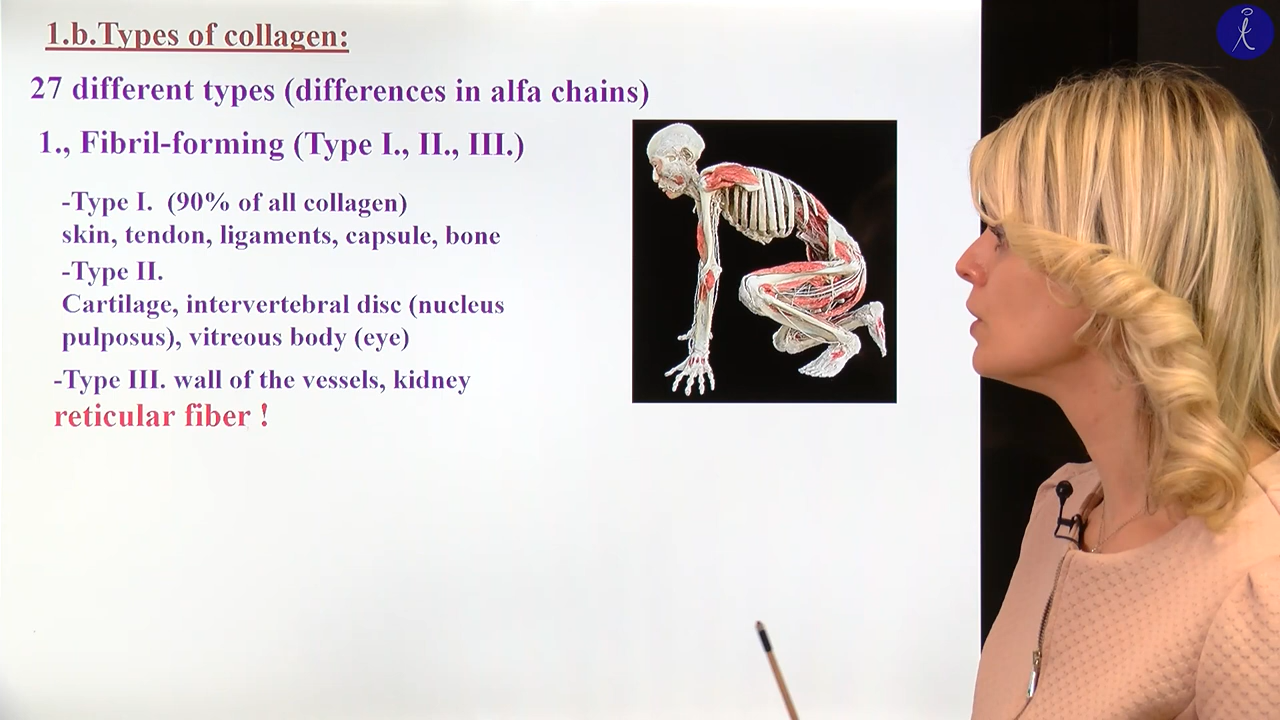 1.b.Types of collagen:
27 different types (differences in alfa chains)
1., Fibril-forming (Type I., II., III.)
-Type I. (90% of all collagen)
skin, tendon, ligaments, capsule, bone
-Type II.
Cartilage, intervertebral disc (nucleus
pulposus), vitreous body (eye)
-Type III. wall of the vessels, kidney
reticular fiber !